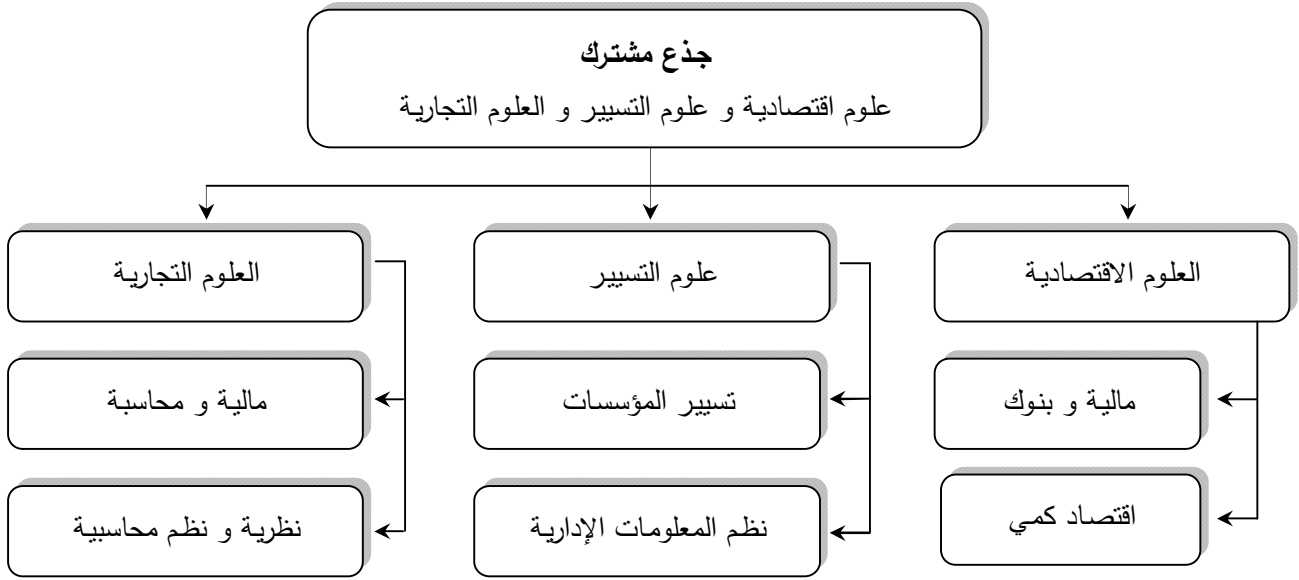 جذع مشترك
علوم اقتصادية و علوم التسيير و العلوم التجارية
العلوم الاقتصادية
علوم التسيير
العلوم التجارية
مالية و بنوك
تسيير المؤسسات
مالية و محاسبة
اقتصاد كمي
نظم المعلومات الإدارية
نظرية و نظم محاسبية